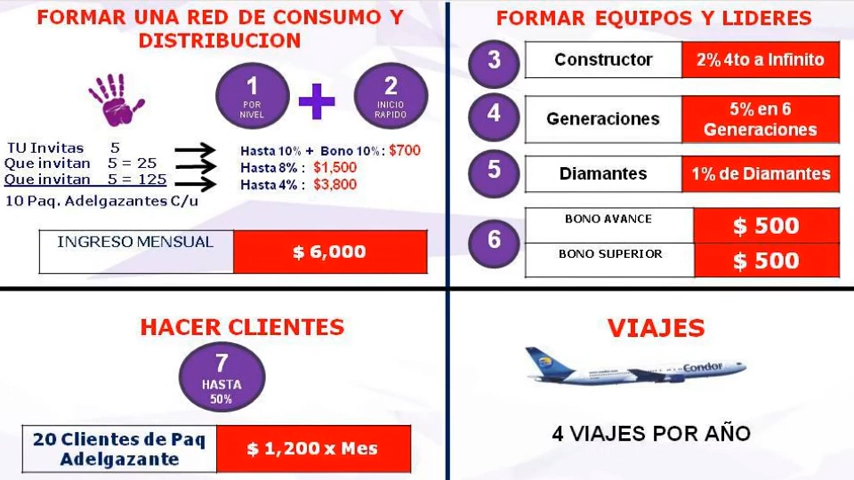 FORMAR UNA RED DE CONSUMO Y
DISTRIBUCION
1
POR
NIVEL
2
INICIO
RAPIDO
TU Invitas 5
Que invitan 5 = 25
Que invitan 5 = 125
10 Paq. Adelgazantes C/u
Hasta 10% + Bono 10% : $700
Hasta 8% : $1,500
Hasta 4% : $3,800
INGRESO MENSUAL
$ 6,000
FORMAR EQUIPOS Y LIDERES
3
Constructor
2% 4to a Infinito
4
Generaciones
5% en 6
Generaciones
5
Diamantes
1% de Diamantes
6
BONO AVANCE
$ 500
BONO SUPERIOR
$ 500
HACER CLIENTES
7
HASTA
50%
20 Clientes de Paq
Adelgazante
$ 1,200 x Mes
VIAJES
Condor
4 VIAJES POR AÑO